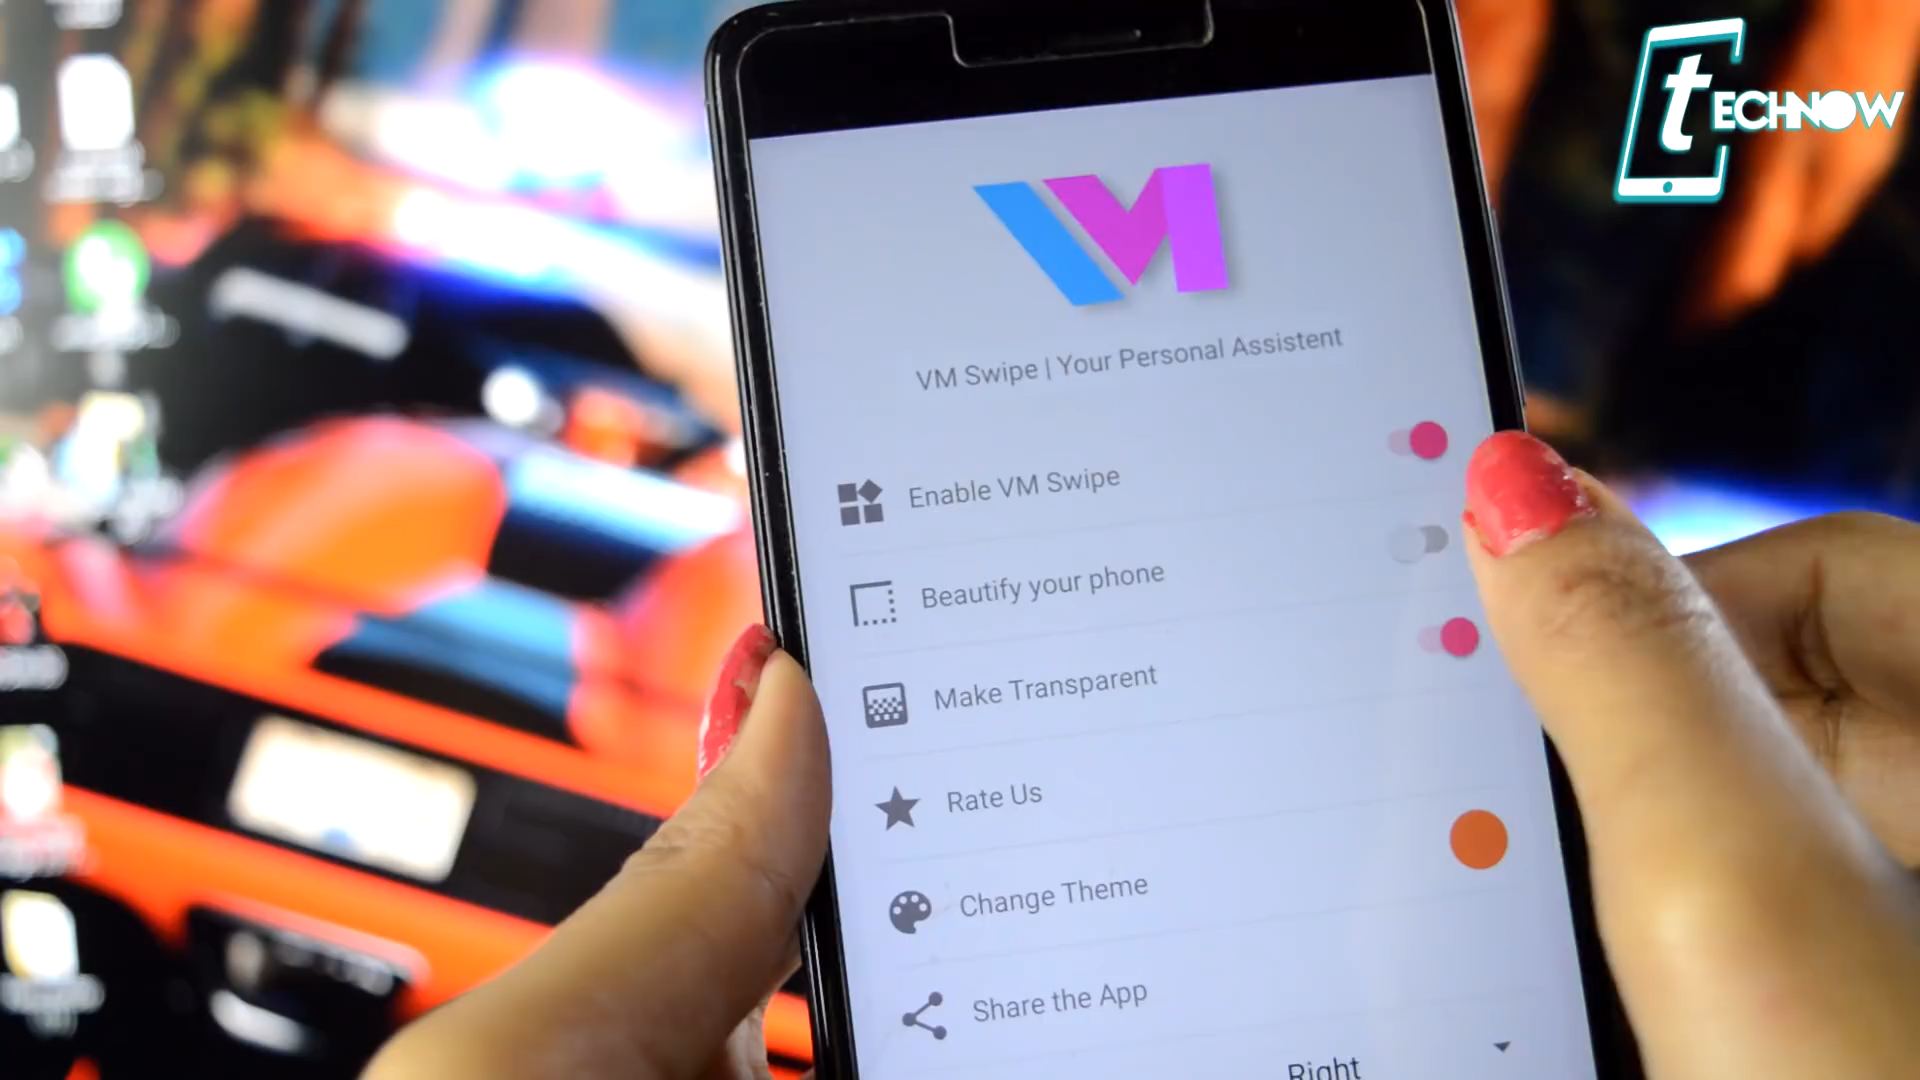 tECHNOW
VM
VM Swipe | Your Personal Assistent
Enable VM Swipe
Beautify your phone
Make Transparent
Rate Us
Change Theme
Share the App
Right